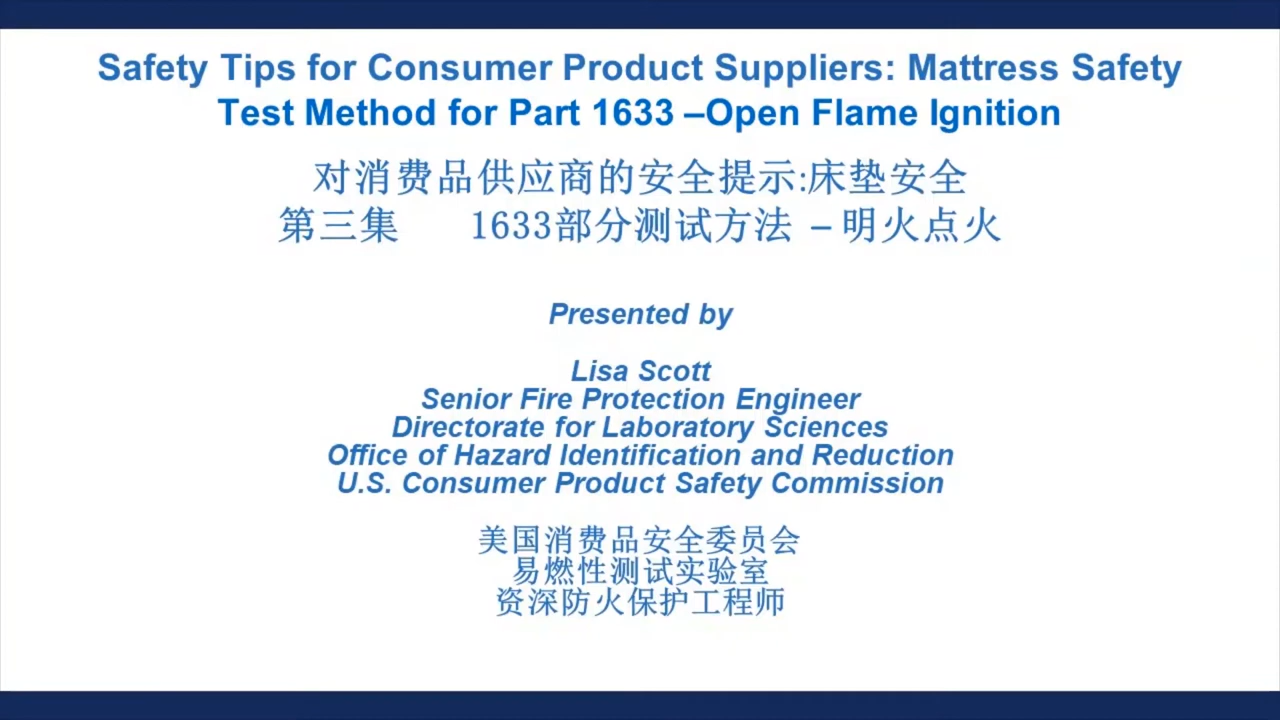 Safety Tips for Consumer Product Suppliers: Mattress Safety
Test Method for Part 1633 –Open Flame Ignition
对消费品供应商的安全提示:床垫安全
第三集 1633部分测试方法 – 明火点火
Presented by
Lisa Scott
Senior Fire Protection Engineer
Directorate for Laboratory Sciences
Office of Hazard Identification and Reduction
U.S. Consumer Product Safety Commission
美国消费品安全委员会
易燃性测试实验室
资深防火保护工程师